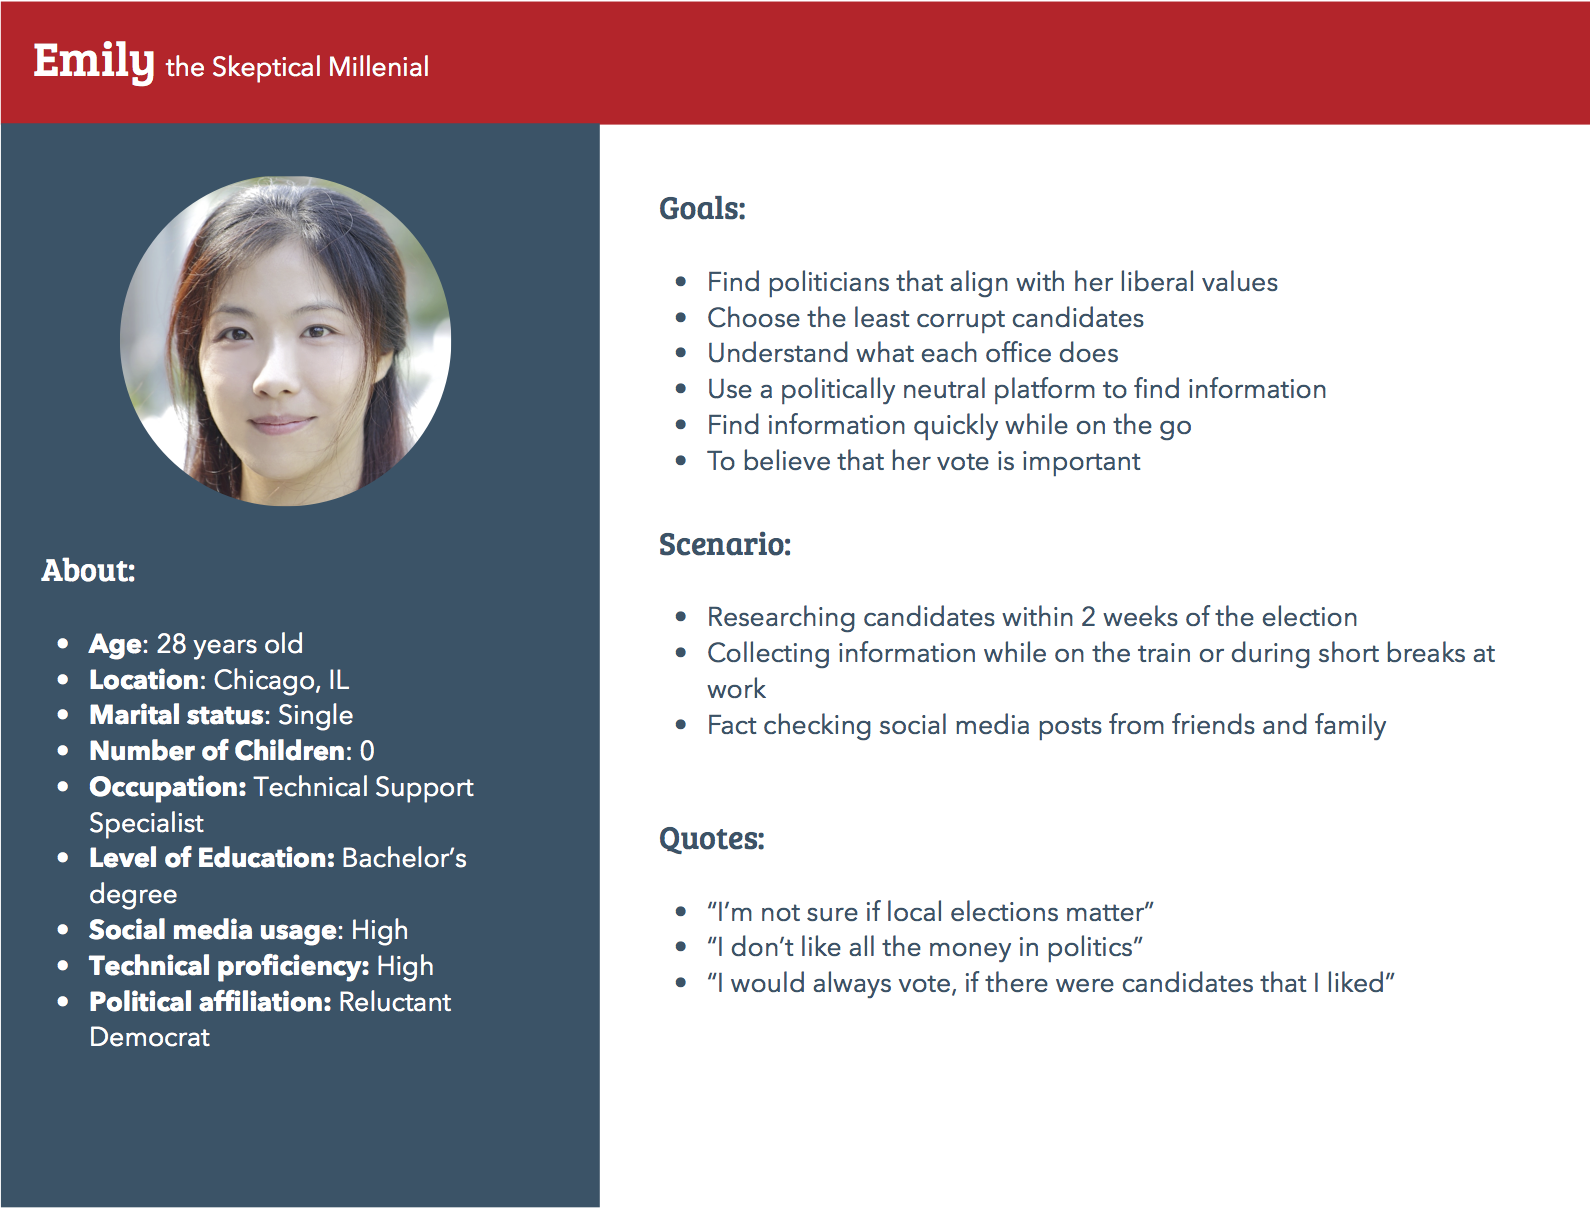 Emily the Skeptical Millenial
About:
• Age: 28 years old
• Location: Chicago, IL
• Marital status: Single
• Number of Children: 0
• Occupation: Technical Support
Specialist
• Level of Education: Bachelor’s
degree
• Social media usage: High
• Technical proficiency: High
• Political affiliation: Reluctant
Democrat
Goals:
• Find politicians that align with her liberal values
• Choose the least corrupt candidates
• Understand what each office does
• Use a politically neutral platform to find information
• Find information quickly while on the go
• To believe that her vote is important
Scenario:
• Researching candidates within 2 weeks of the election
• Collecting information while on the train or during short breaks at
work
• Fact checking social media posts from friends and family
Quotes:
• “I’m not sure if local elections matter”
• “I don’t like all the money in politics”
• “I would always vote, if there were candidates that I liked”